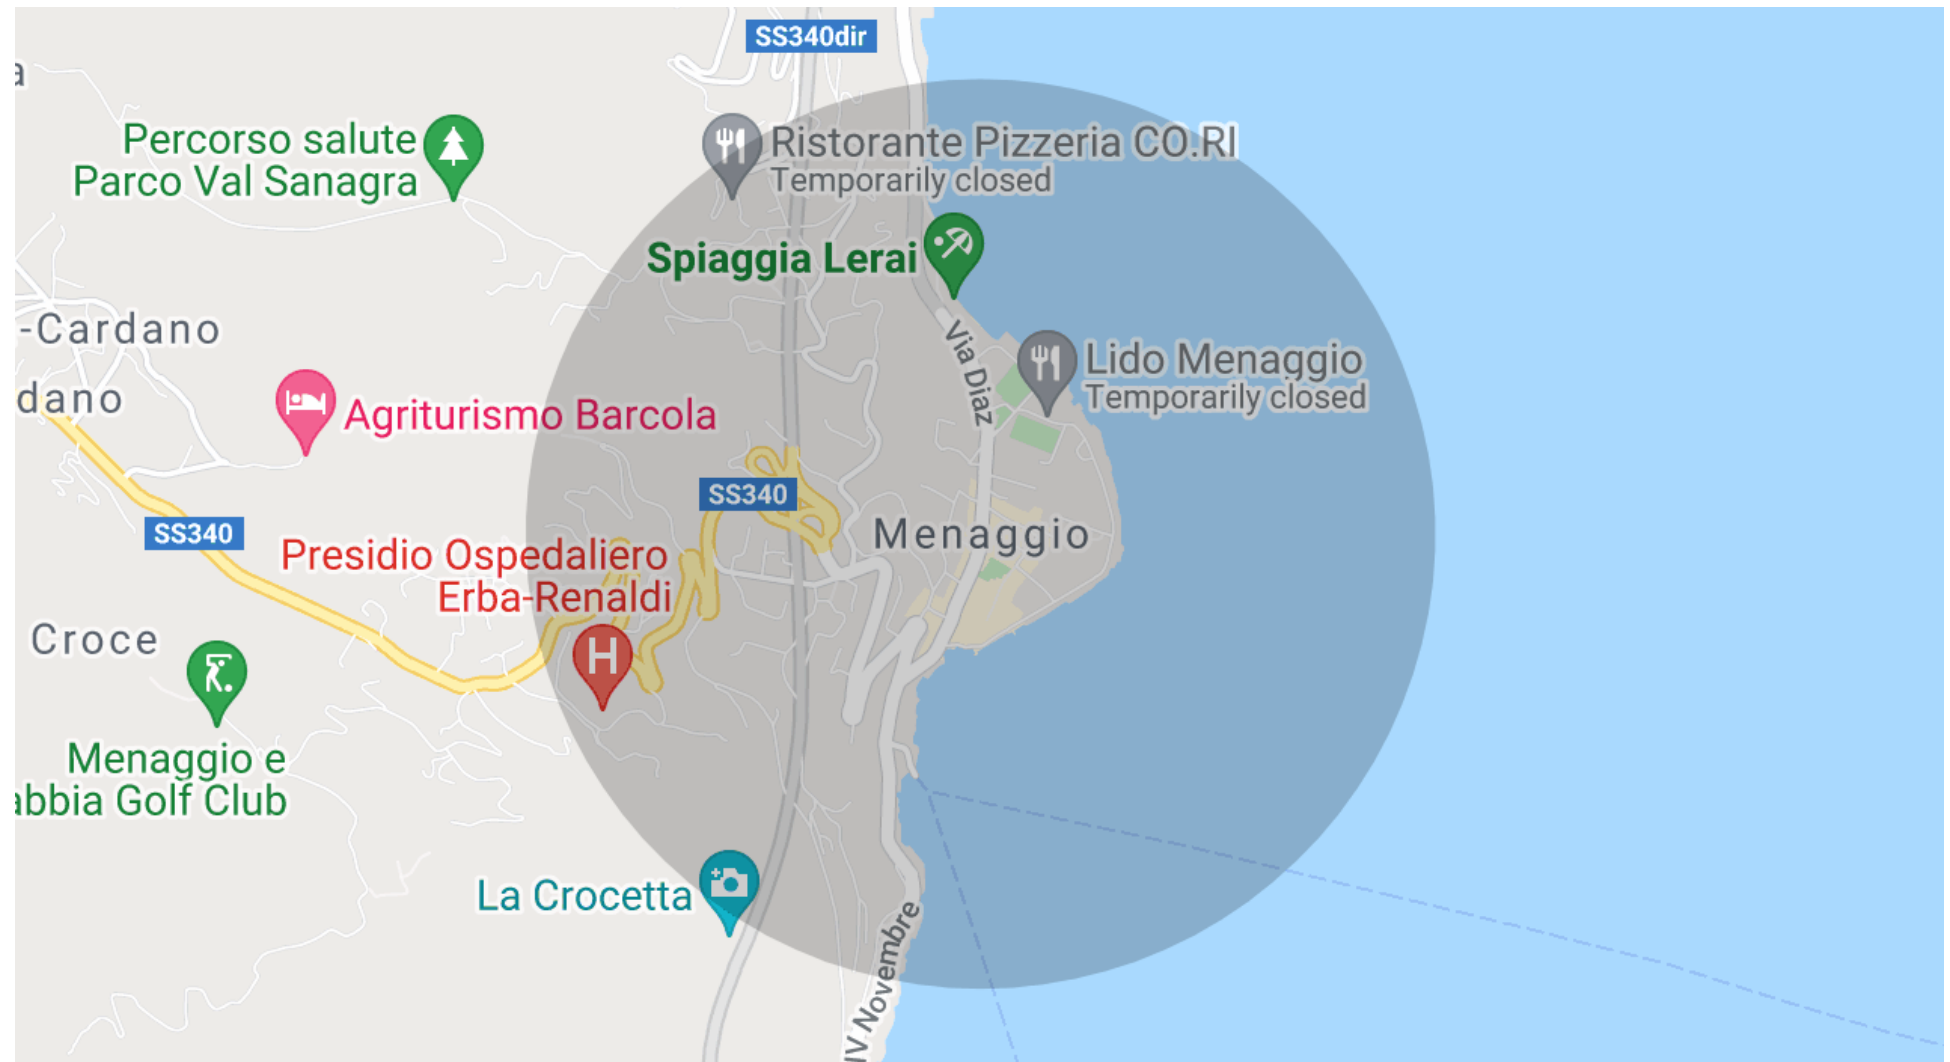 SS340dir
a
Percorso salute
Parco Val Sanagra
Ristorante Pizzeria CO.RI
Temporarily closed
Spiaggia Lerai
-Cardano
dano
Via Diaz
Lido Menaggio
Temporarily closed
Agriturismo Barcola
SS340
SS340
Menaggio
Presidio Ospedaliero
Erba-Renaldi
H
Croce
Menaggio e
abbia Golf Club
La Crocetta
IV Novembre